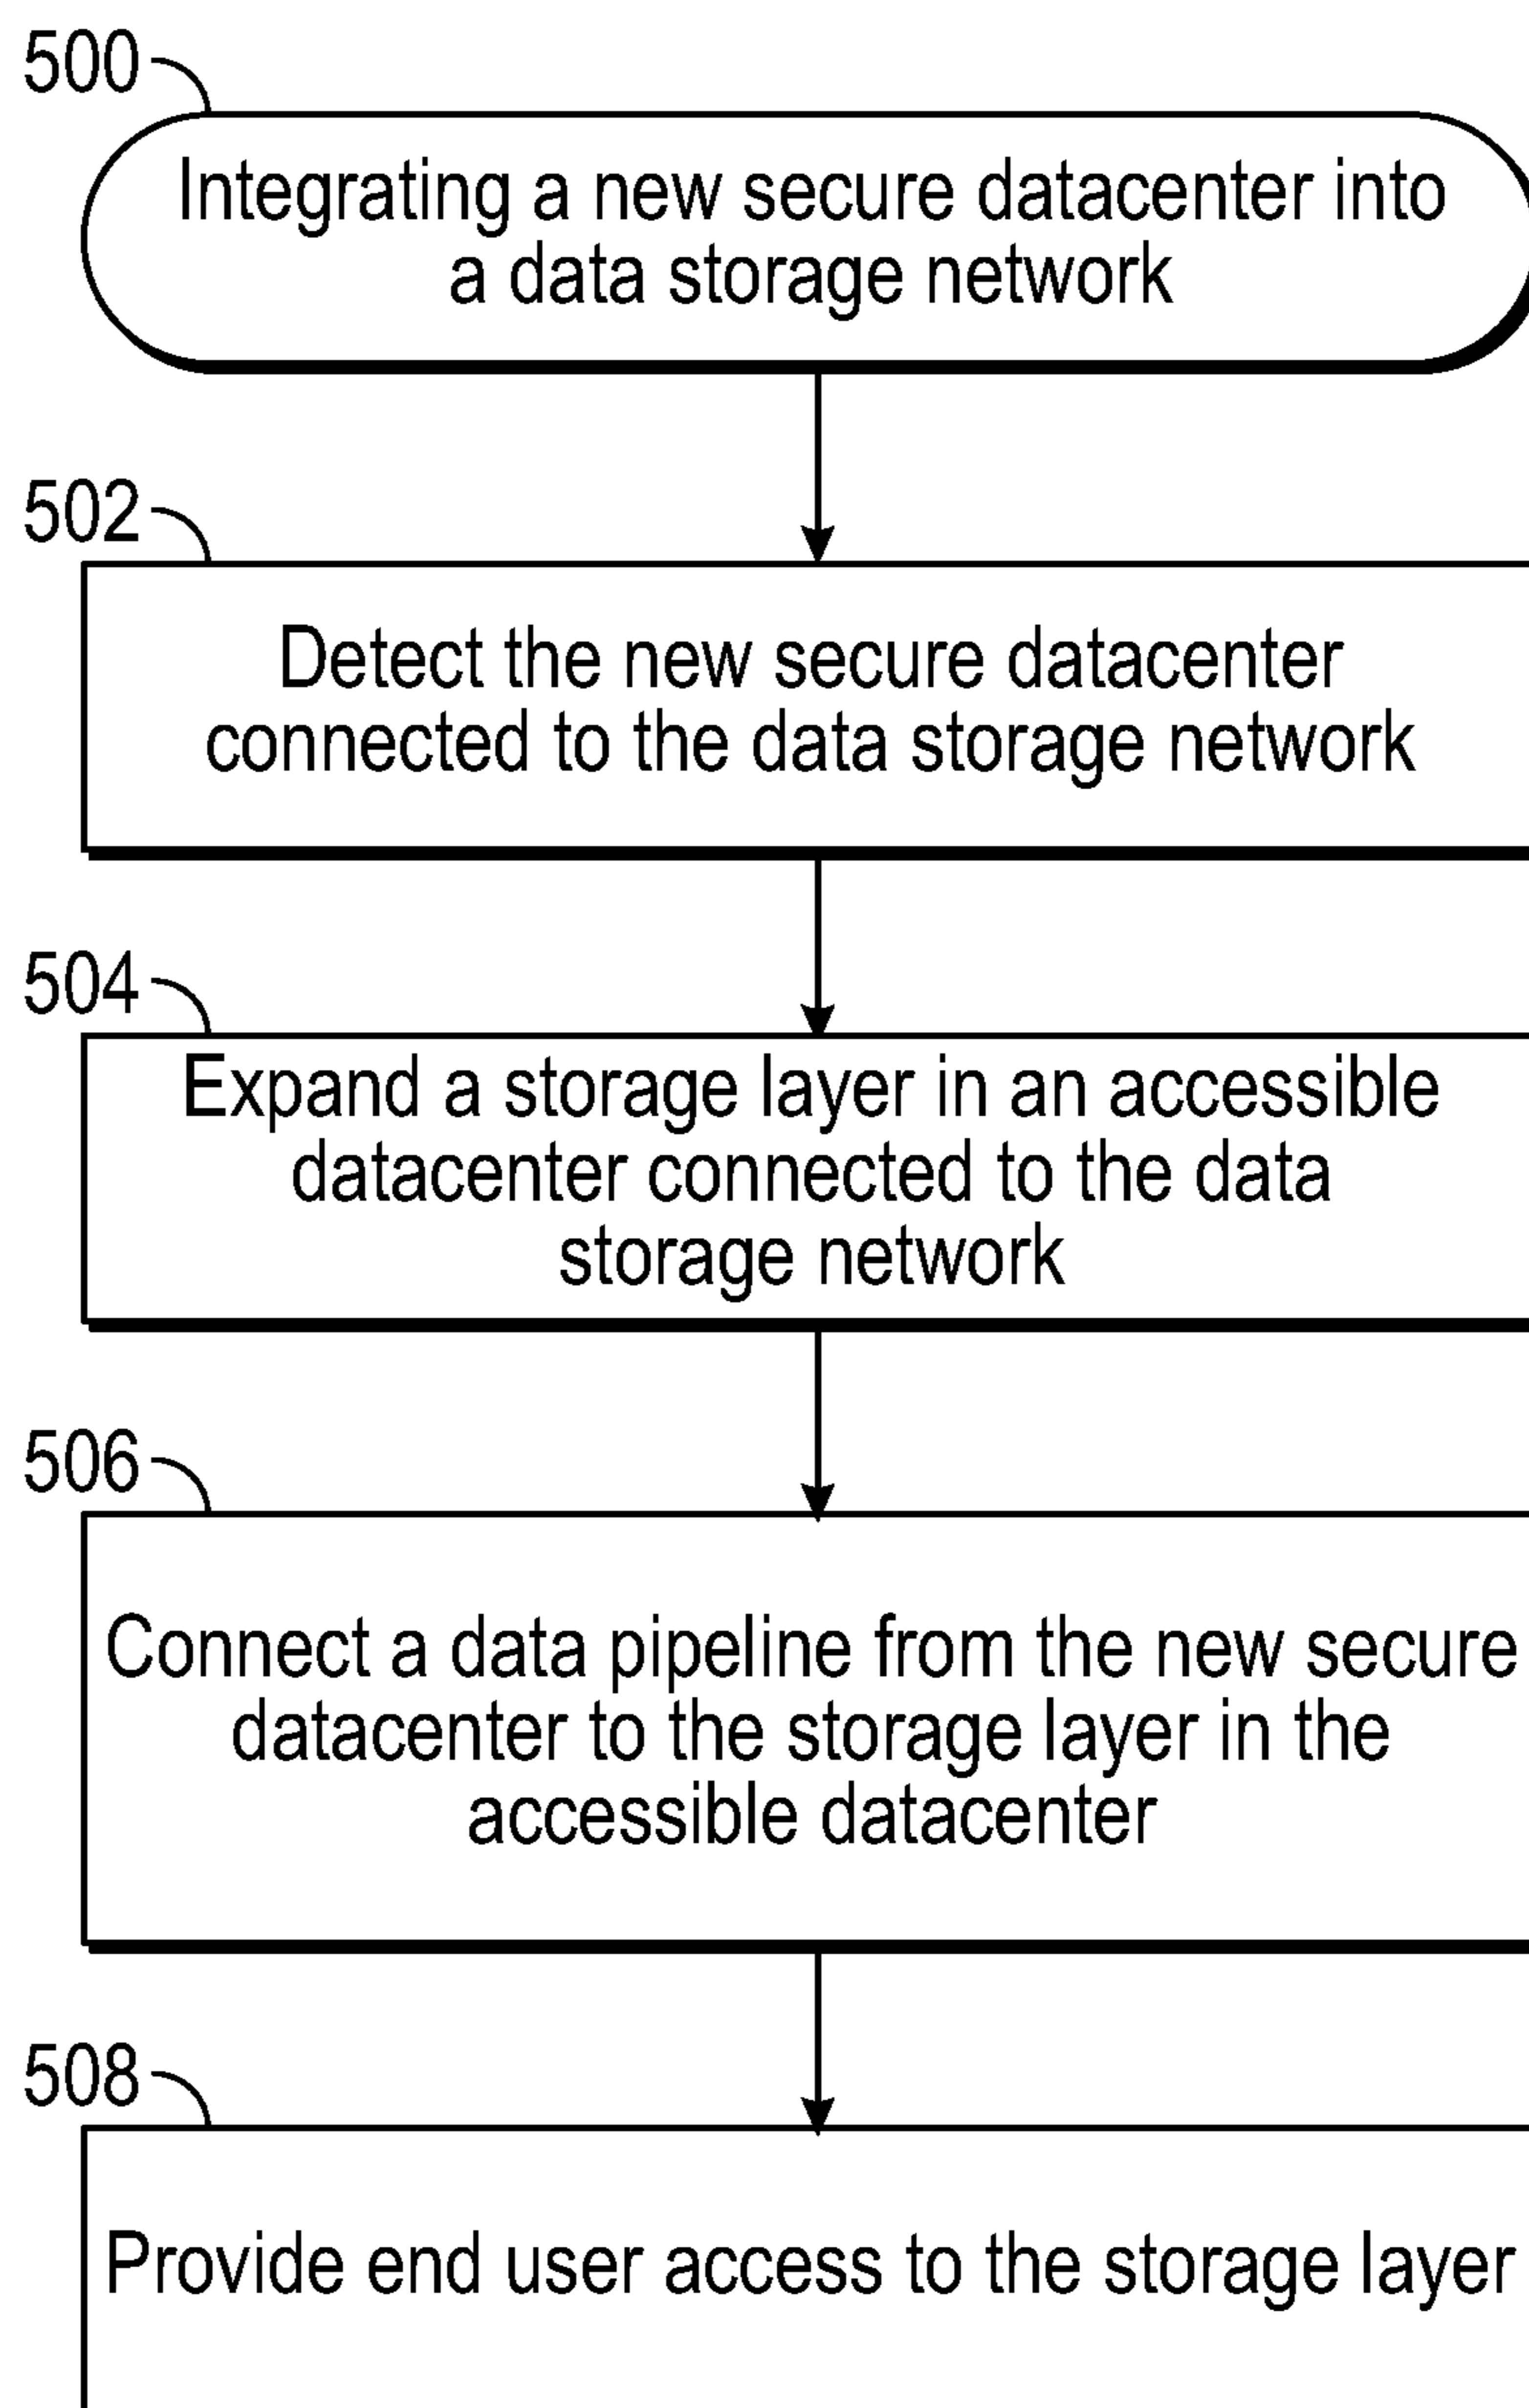 500
Integrating a new secure datacenter into
a data storage network
502
Detect the new secure datacenter
connected to the data storage network
504
Expand a storage layer in an accessible
datacenter connected to the data
storage network
506
Connect a data pipeline from the new secure
datacenter to the storage layer in the
accessible datacenter
508
Provide end user access to the storage layer